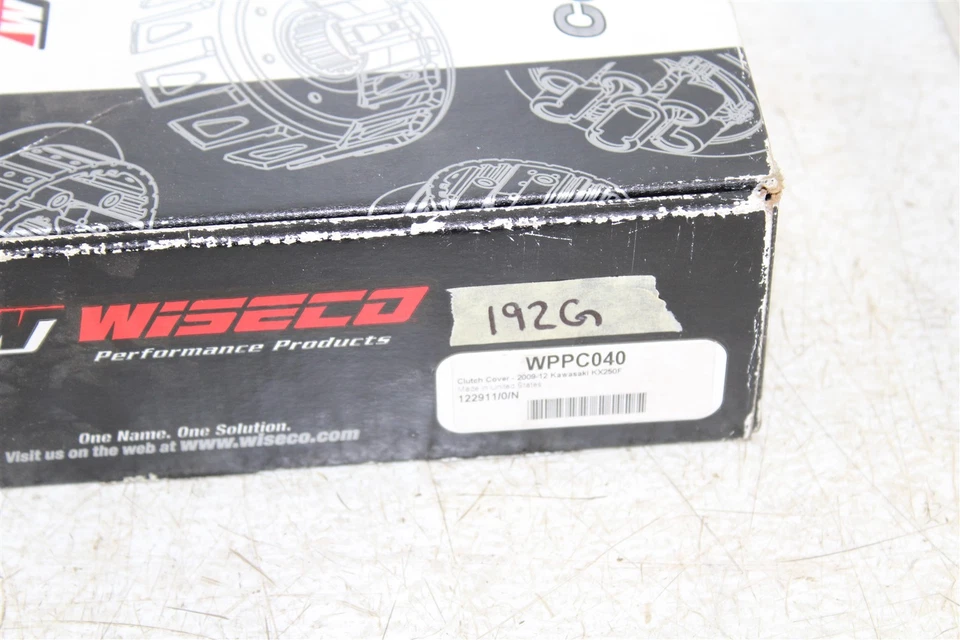 W
C
WISECO
Performance Products
192G
WPPC040
Clutch Cover - 2009-12 Kawasaki KX250F
Made in United States
122911/0/N
One Name. One Solution.
Visit us on the web at www.wiseco.com